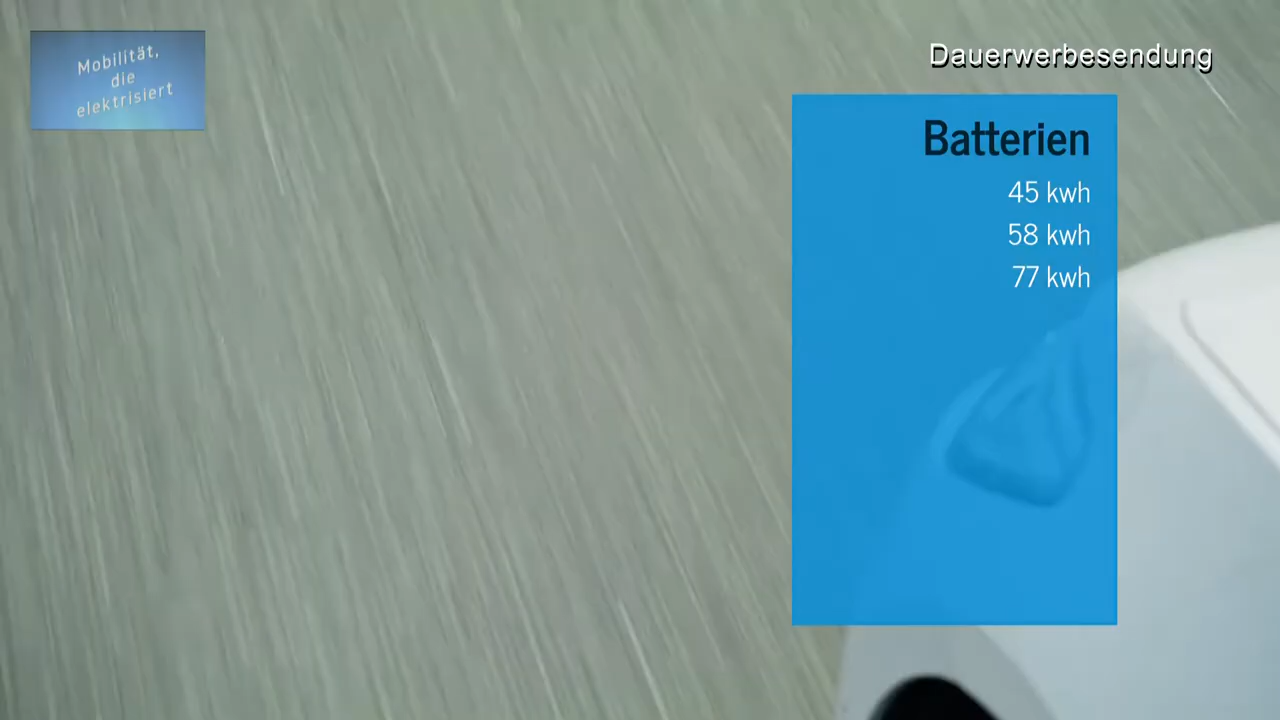 Mobilität,
die
elektrisiert
Dauerwerbesendung
Batterien
45 kwh
58 kwh
77 kwh